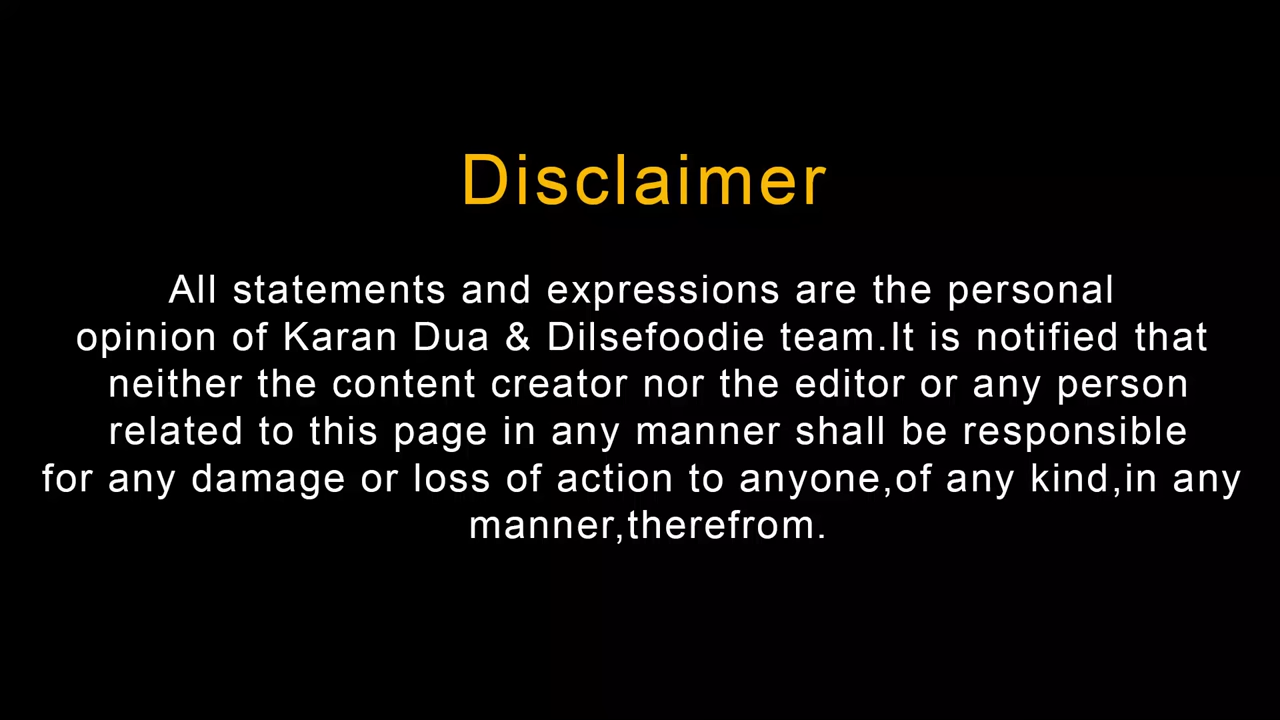 Disclaimer
All statements and expressions are the personal
opinion of Karan Dua & Dilsefoodie team.It is notified that
neither the content creator nor the editor or any person
related to this page in any manner shall be responsible
for any damage or loss of action to anyone,of any kind,in any
manner,therefrom.